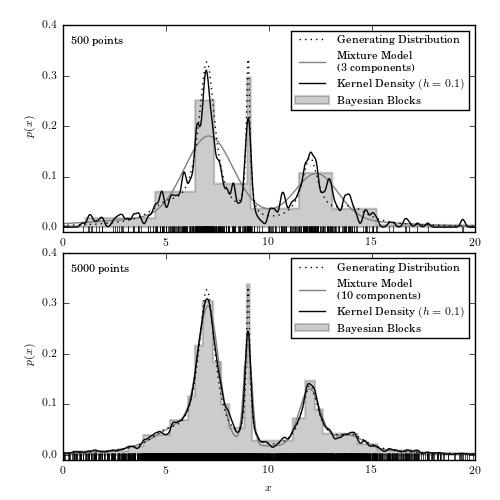 0.4
0.3
0.2
0.1
0.0
p(x)
500 points
Generating Distribution
Mixture Model
(3 components)
Kernel Density (h = 0.1)
Bayesian Blocks
0 5 10 15 20
0.4
0.3
0.2
0.1
0.0
p(x)
5000 points
Generating Distribution
Mixture Model
(10 components)
Kernel Density (h = 0.1)
Bayesian Blocks
0 5 10 15 20
x